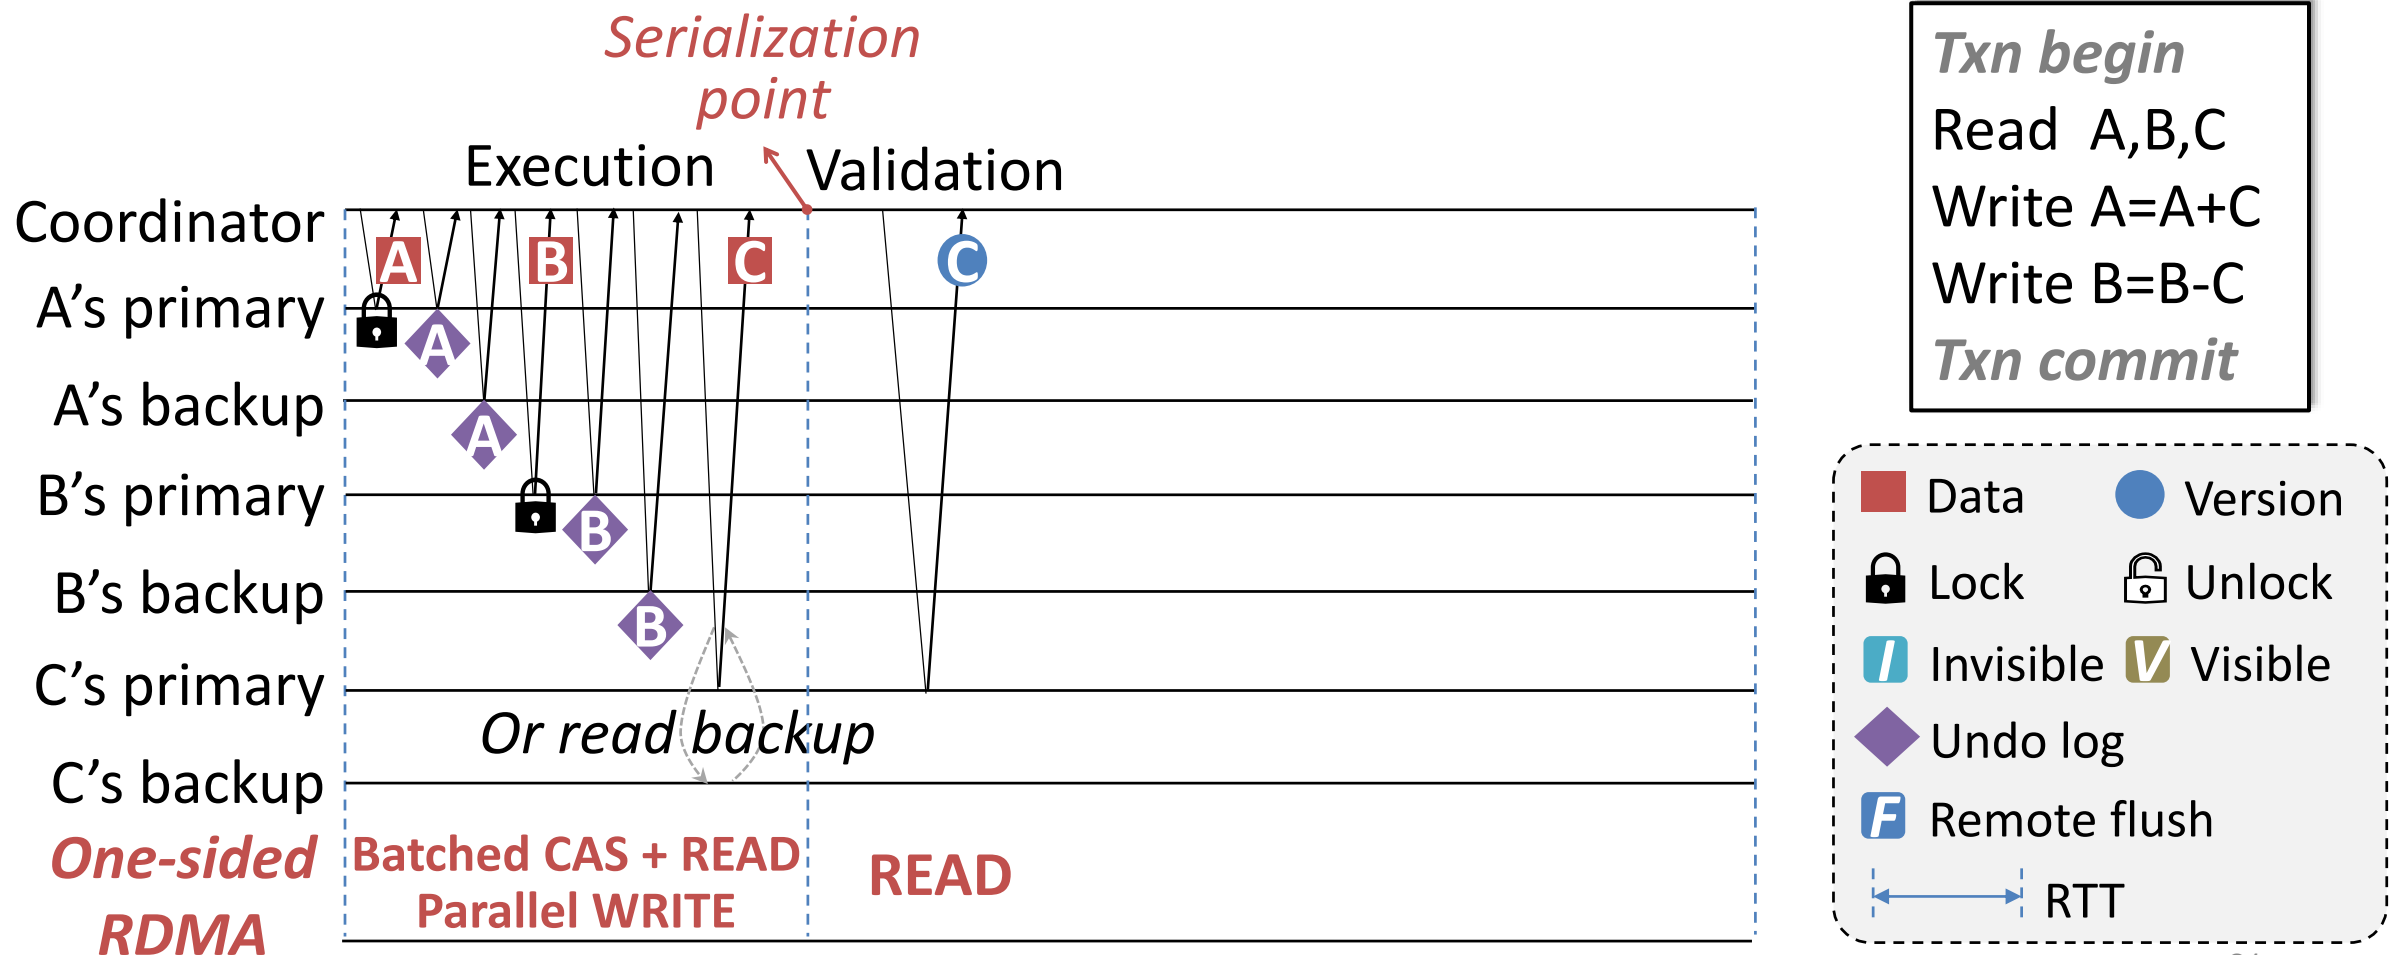 Serialization
point
Execution
Validation
Coordinator
A B C C
A's primary
A
A's backup
A
B's primary
B
B's backup
B
C's primary
Or read backup
C's backup
One-sided
RDMA
Batched CAS + READ
Parallel WRITE
READ
Txn begin
Read A,B,C
Write A=A+C
Write B=B-C
Txn commit
Data
Version
Lock
Unlock
I Invisible
V Visible
Undo log
F Remote flush
RTT